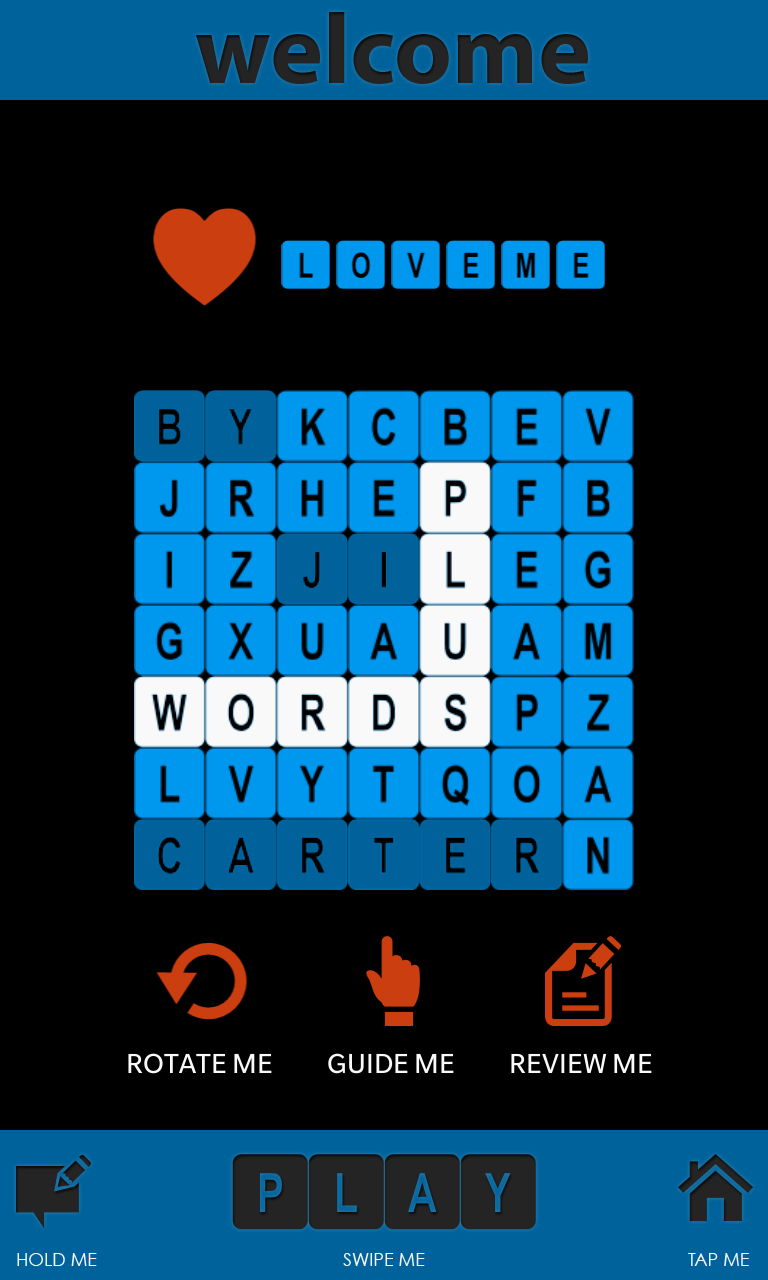 welcome
L O V E M E
B Y K C B E V
J R H E P F B
I Z J I L E G
G X U A U A M
W O R D S P Z
L V Y T Q O A
C A R T E R N
ROTATE ME GUIDE ME REVIEW ME
P L A Y
HOLD ME SWIPE ME TAP ME